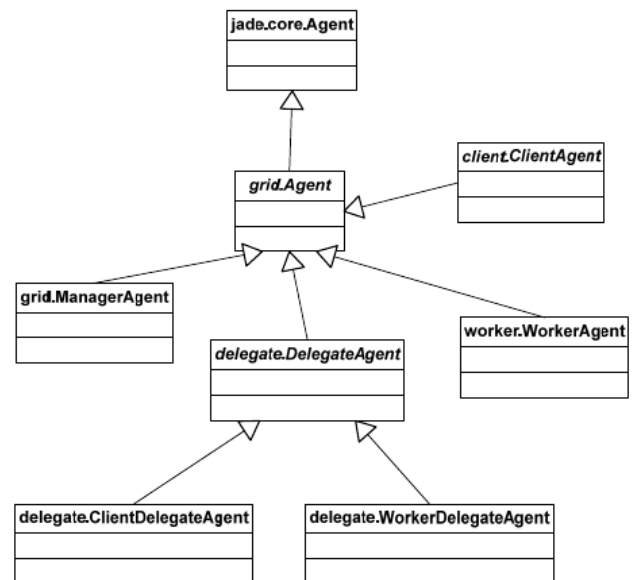 jade.core.Agent
client.ClientAgent
grid.Agent
grid.ManagerAgent
worker.WorkerAgent
delegate.DelegateAgent
delegate.ClientDelegateAgent
delegate.WorkerDelegateAgent